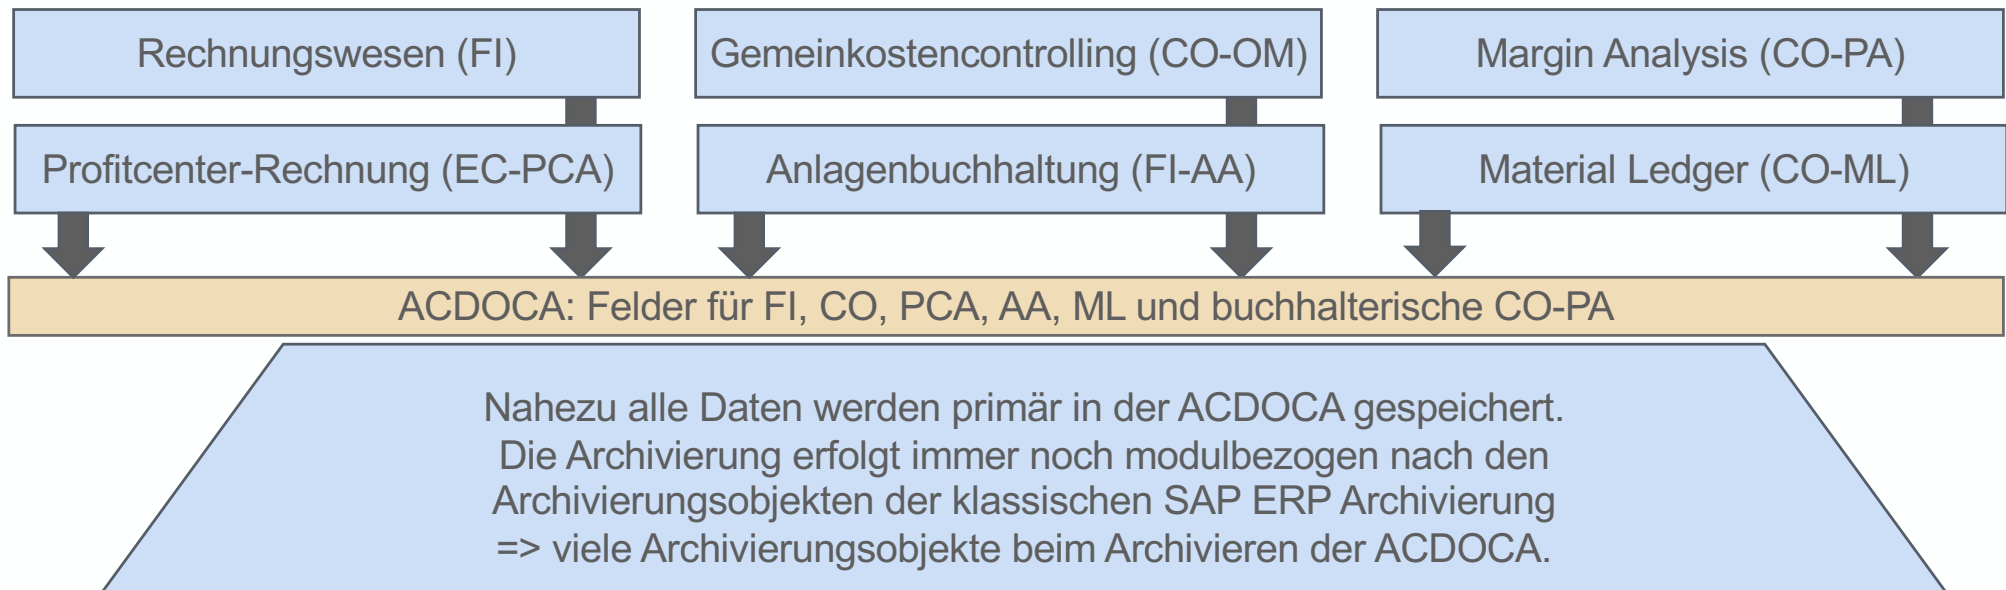 Rechnungswesen (FI)
Gemeinkostencontrolling (CO-OM)
Margin Analysis (CO-PA)
Profitcenter-Rechnung (EC-PCA)
Anlagenbuchhaltung (FI-AA)
Material Ledger (CO-ML)
ACDOCA: Felder für FI, CO, PCA, AA, ML und buchhalterische CO-PA
Nahezu alle Daten werden primär in der ACDOCA gespeichert.
Die Archivierung erfolgt immer noch modulbezogen nach den
Archivierungsobjekten der klassischen SAP ERP Archivierung
=> viele Archivierungsobjekte beim Archivieren der ACDOCA.